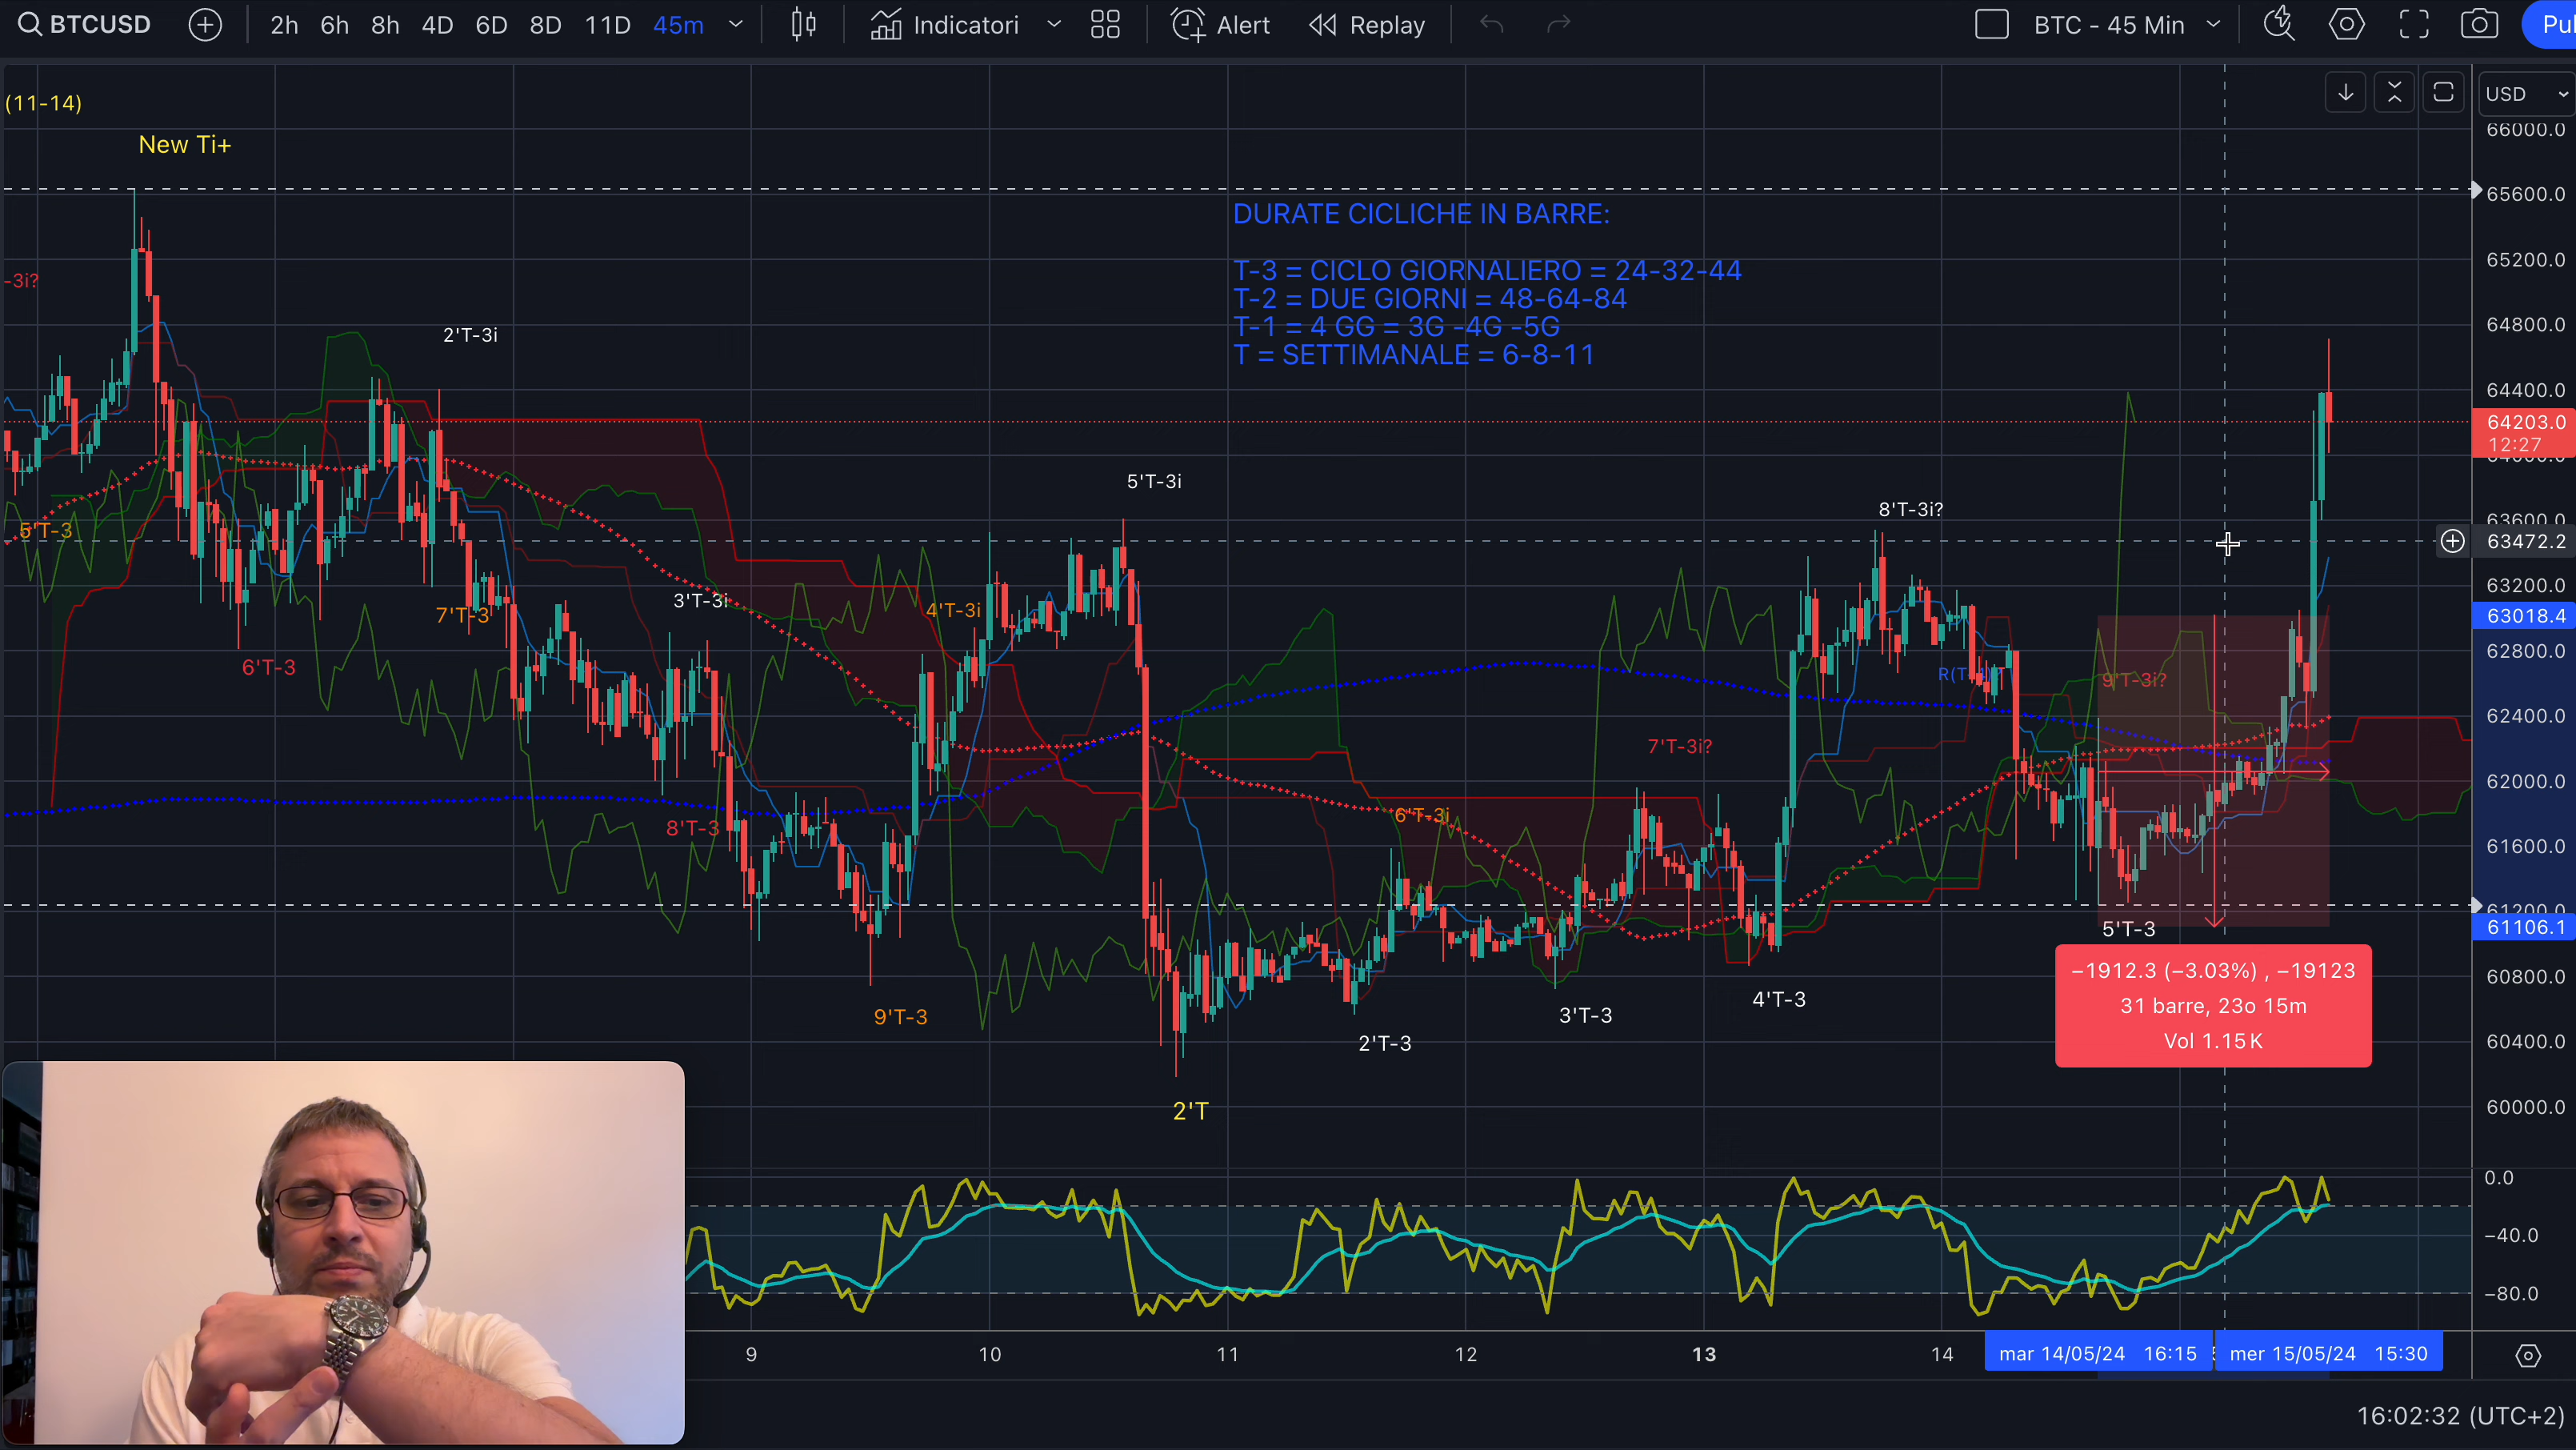 BTCUSD
2h 6h 8h 4D 6D 8D 11D 45m
Indicatori
Alert
Replay
BTC - 45 Min
Pul
(11-14)
New Ti+
USD
66000.0
65600.0
DURATE CICLICHE IN BARRE:
65200.0
T-3 = CICLO GIORNALIERO = 24-32-44
T-2 = DUE GIORNI = 48-64-84
T-1 = 4 GG = 3G -4G -5G
T = SETTIMANALE = 6-8-11
-3i?
2'T-3i
64800.0
64400.0
64203.0
12:27
5'T-3i
8'T-3i?
5'T-3
63600.0
63472.2
63200.0
3'T-3i
4'T-3i
7'T-3
63018.4
6'T-3
62800.0
9'T-3i?
62400.0
7'T-3i?
62000.0
8'T-3
6'T-3i
61600.0
61200.0
61106.1
5'T-3
60800.0
−1912.3 (−3.03%) , −19123
31 barre, 23o 15m
Vol 1.15K
9'T-3
3'T-3
4'T-3
2'T-3
60400.0
2'T
60000.0
0.0
−40.0
−80.0
9 10 11 12 13 14
mar 14/05/24 16:15
mer 15/05/24 15:30
16:02:32 (UTC+2)